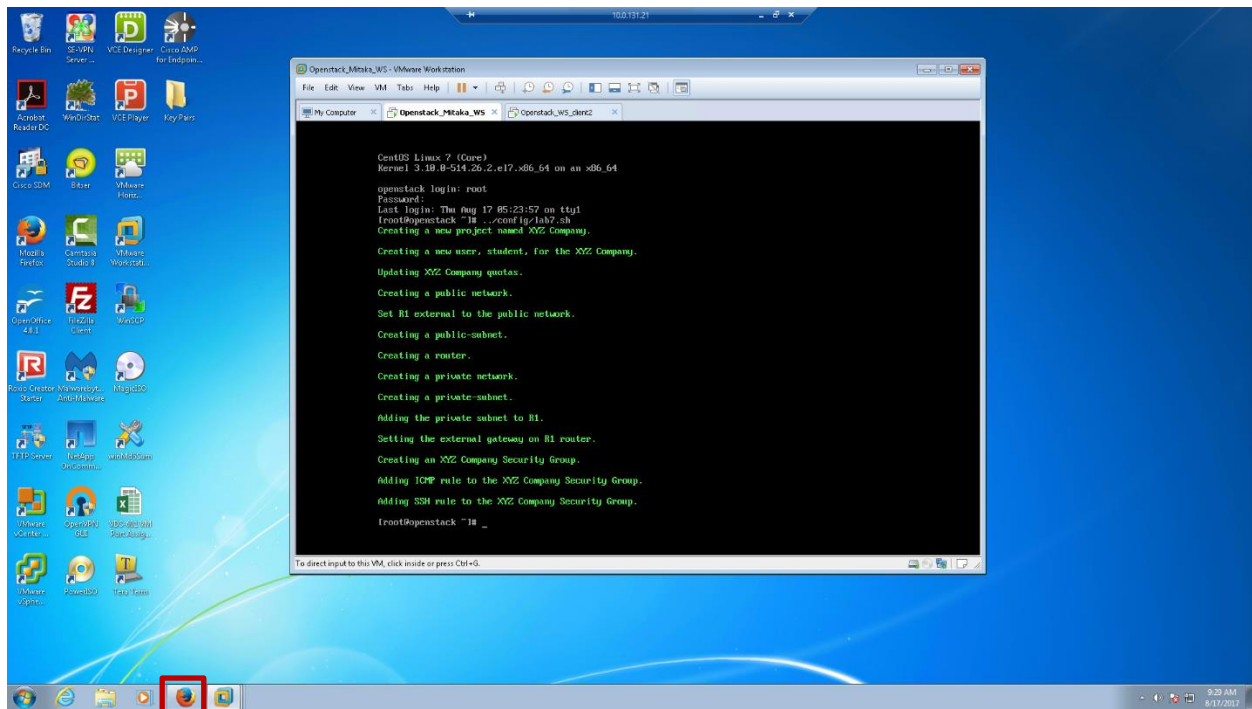 10.0.131.21
Recycle Bin
SE-VPN Server ...
VCE Designer
Cisco AMP for Endpoin...
Acrobat Reader DC
WinDirStat
VCE Player
Key Pairs
Cisco SDM
Bitser
VMware Horiz...
Mozilla Firefox
Camtasia Studio 8
VMware Workstati...
OpenOffice 4.1.1
FileZilla Client
WinSCP
Roxio Creator Starter
Malwarebyt... Anti-Malware
MagicISO
TFTP Server
NetApp OnComm...
winMd5Sum
VMware vCenter ...
OpenVPN GUI
VMware vSphe...
PowerISO
Tera Term
Openstack_Mitaka_WS - VMware Workstation
File Edit View VM Tabs Help
My Computer
Openstack_Mitaka_WS
Openstack_WS_client2
CentOS Linux 7 (Core)
Kernel 3.10.0-514.26.2.el7.x86_64 on an x86_64
openstack login: root
Password:
Last login: Thu Aug 17 05:23:57 on tty1
[root@openstack ~]# ../config/lab7.sh
Creating a new project named XYZ Company.
Creating a new user, student, for the XYZ Company.
Updating XYZ Company quotas.
Creating a public network.
Set R1 external to the public network.
Creating a public-subnet.
Creating a router.
Creating a private network.
Creating a private-subnet.
Adding the private subnet to R1.
Setting the external gateway on R1 router.
Creating an XYZ Company Security Group.
Adding ICMP rule to the XYZ Company Security Group.
Adding SSH rule to the XYZ Company Security Group.
[root@openstack ~]# _
To direct input to this VM, click inside or press Ctrl+G.
9:29 AM
8/17/2017